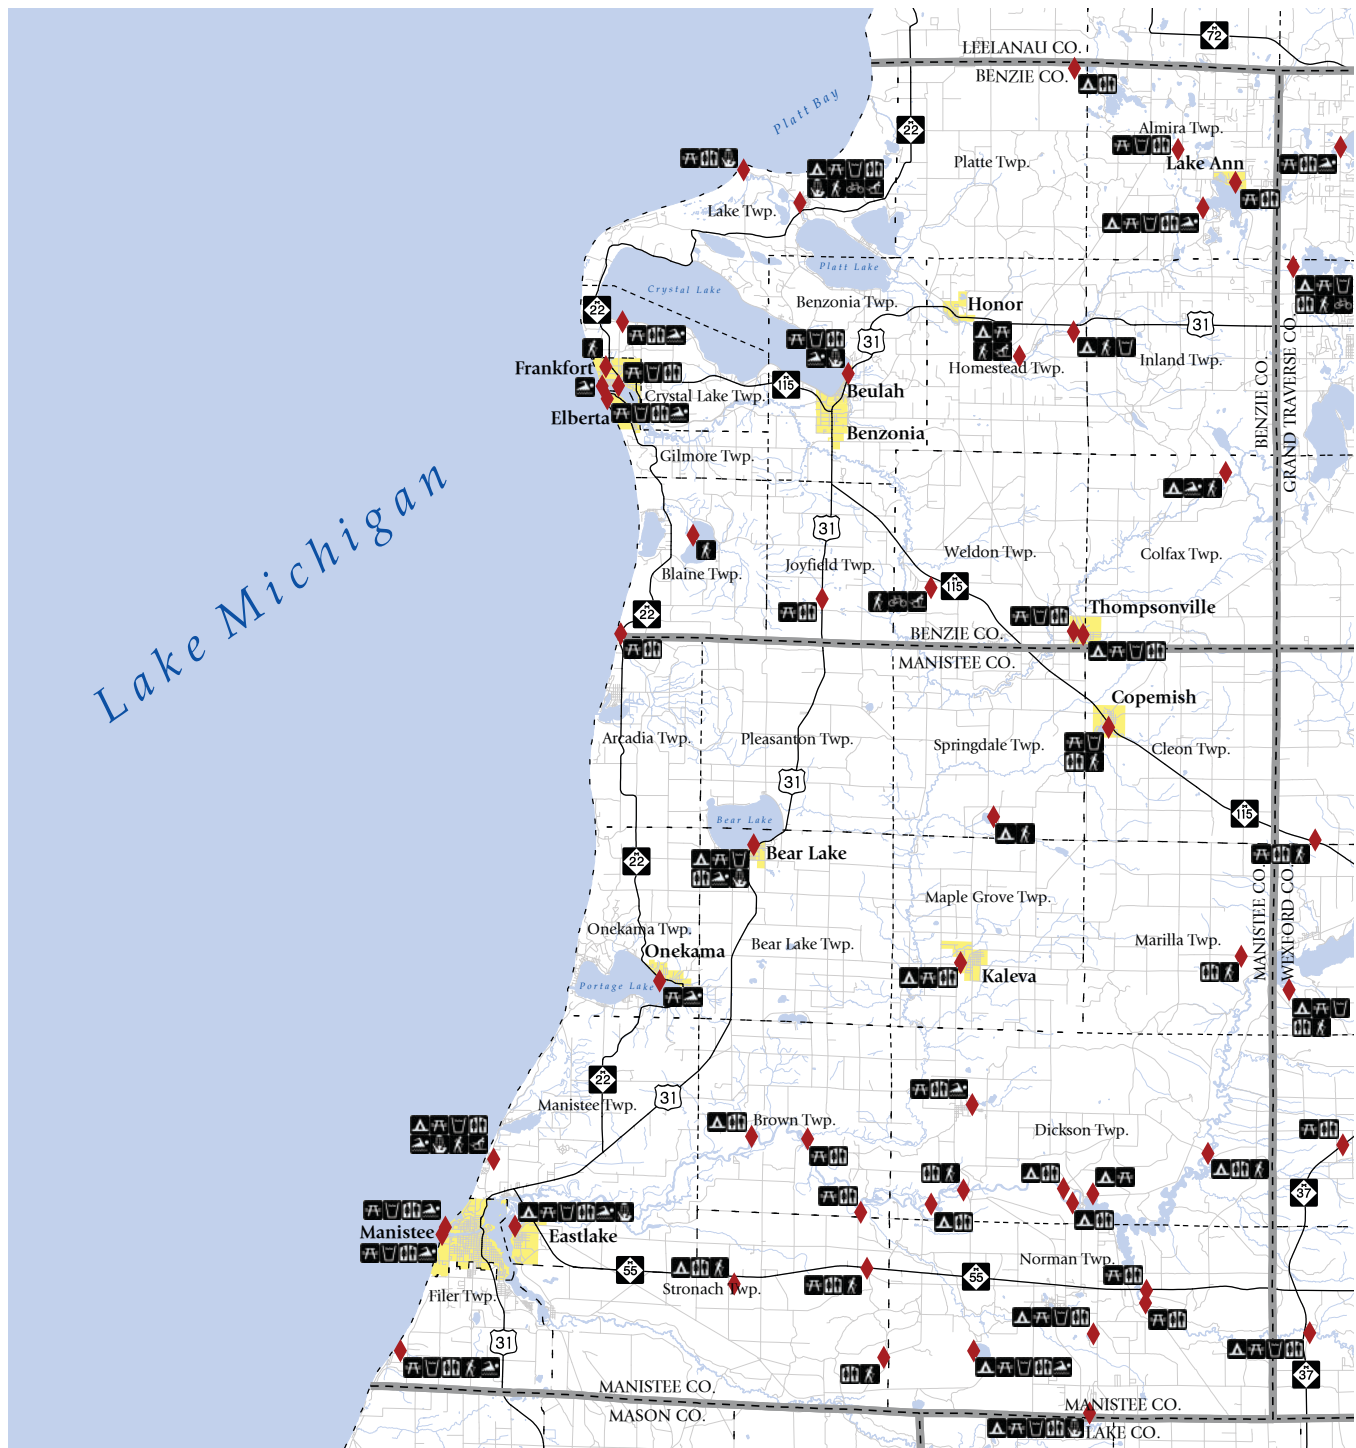 72
LEELANAU CO.
BENZIE CO.
Platt Bay
22
Almira Twp.
Platte Twp.
Lake Ann
Lake Twp.
Platt Lake
Crystal Lake
Benzonia Twp.
Honor
22
31
31
Inland Twp.
Homestead Twp.
Frankfort
115
Beulah
Crystal Lake Twp.
Elberta
Benzonia
BENZIE CO.
GRAND TRAVERSE CO.
Gilmore Twp.
Lake Michigan
31
Weldon Twp.
Colfax Twp.
Joyfield Twp.
Blaine Twp.
115
22
Thompsonville
BENZIE CO.
MANISTEE CO.
Copemish
Arcadia Twp.
Pleasanton Twp.
Springdale Twp.
Cleon Twp.
31
115
Bear Lake
22
Bear Lake
MANISTEE CO.
WEXFORD CO.
Maple Grove Twp.
Onekama Twp.
Bear Lake Twp.
Marilla Twp.
Onekama
Kaleva
Portage Lake
22
31
Manistee Twp.
Brown Twp.
Dickson Twp.
37
Manistee
Eastlake
Norman Twp.
55
55
Stronach Twp.
Filer Twp.
31
37
MANISTEE CO.
MASON CO.
MANISTEE CO.
LAKE CO.